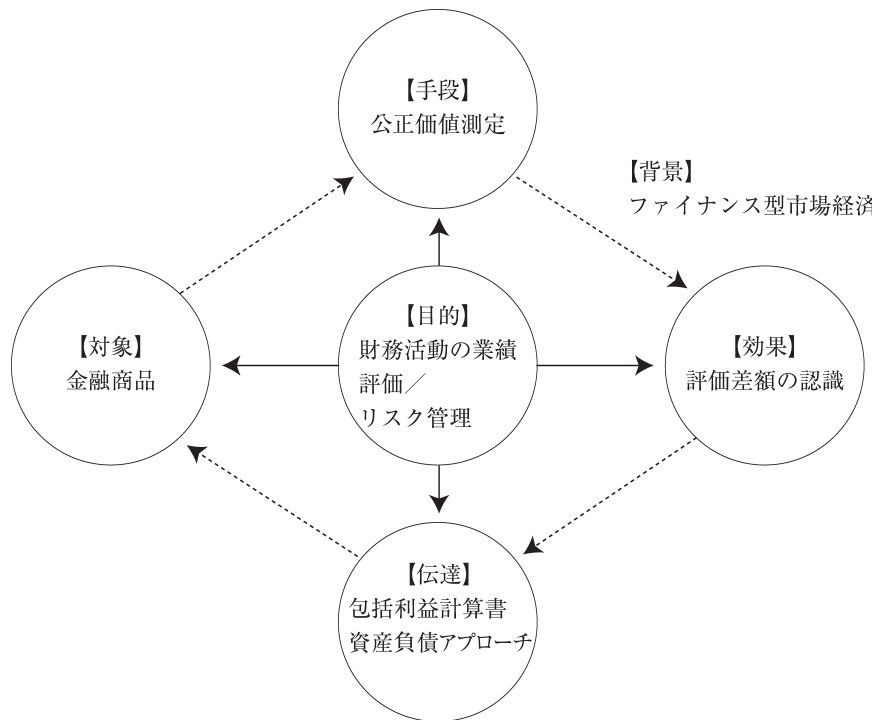 【手段】
公正価値測定
【背景】
ファイナンス型市場経済
【対象】
金融商品
【目的】
財務活動の業績
評価／
リスク管理
【効果】
評価差額の認識
【伝達】
包括利益計算書
資産負債アプローチ